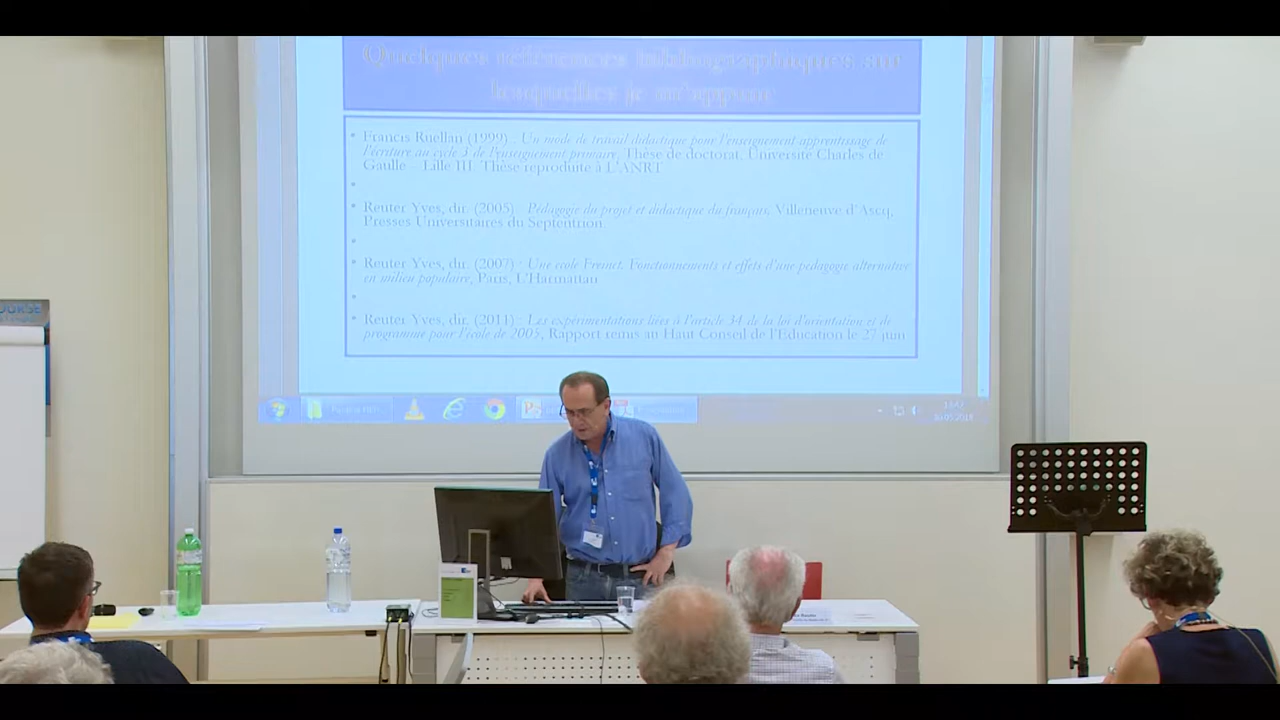 Quelques références bibliographiques sur
lesquelles je m'appuie
Francis Ruellan (1999) : Un mode de travail didactique pour l'enseignement apprentissage de
l'écriture au cycle 3 de l'enseignement primaire, Thèse de doctorat. Université Charles de
Gaulle – Lille III Thèse reproduite à L'ANRT
Reuter Yves, dir. (2005) : Pédagogie du projet et didactique du français. Villeneuve d'Ascq,
Presses Universitaires du Septentrion
Reuter Yves, dir. (2007) : Une école Freinet. Fonctionnements et effets d'une pédagogie alternative
en milieu populaire, Paris, L'Harmattan
Reuter Yves, dir. (2011) : Les expérimentations liées à l'article 34 de la loi d'orientation et de
programme pour l'école de 2005, Rapport remis au Haut Conseil de l'Education le 27 juin